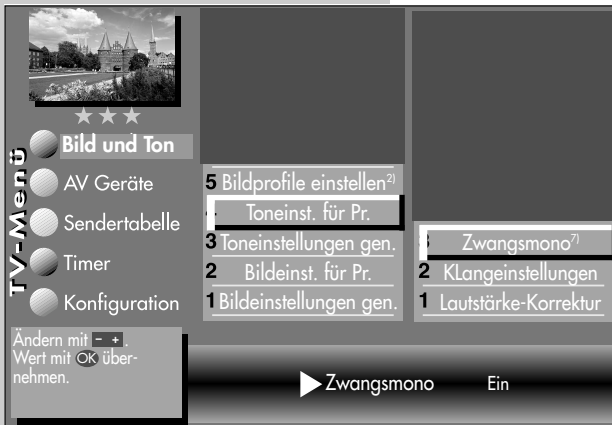 TV-Menü
Bild und Ton
AV Geräte
Sendertabelle
Timer
Konfiguration
Ändern mit - + .
Wert mit OK über-
nehmen.
5 Bildprofile einstellen2)
Toneinst. für Pr.
3 Toneinstellungen gen.
2 Bildeinst. für Pr.
1 Bildeinstellungen gen.
3 Zwangsmono7)
2 KLangeinstellungen
1 Lautstärke-Korrektur
Zwangsmono Ein